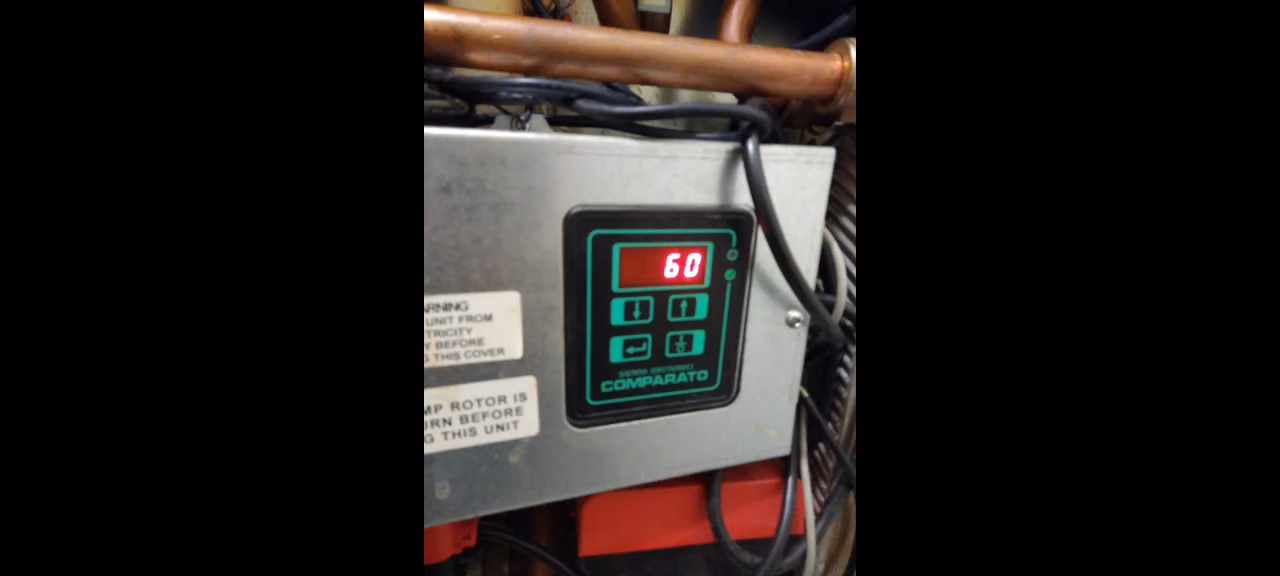 60
RNING
UNIT FROM
TRICITY
Y BEFORE
G THIS COVER
MP ROTOR IS
URN BEFORE
G THIS UNIT
COMPARATO